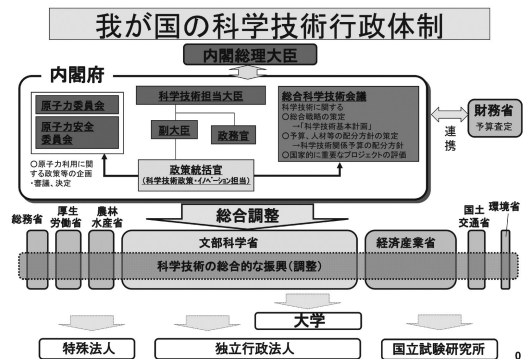 我が国の科学技術行政体制
内閣総理大臣
内閣府
原子力委員会
原子力安全
委員会
〇原子力利用に関
する政策等の企画
・審議、決定
科学技術担当大臣
副大臣
政務官
政策統括官
(科学技術政策・イノベーション担当)
総合科学技術会議
科学技術に関する
〇総合戦略の策定
→「科学技術基本計画」
〇予算、人材等の配分方針の策定
→科学技術関係予算の配分方針
〇国家的に重要なプロジェクトの評価
財務省
予算査定
連携
総合調整
総務省
厚生
労働省
農林
水産省
文部科学省
経済産業省
国土
交通省
環境省
科学技術の総合的な振興(調整)
大学
特殊法人
独立行政法人
国立試験研究所
0